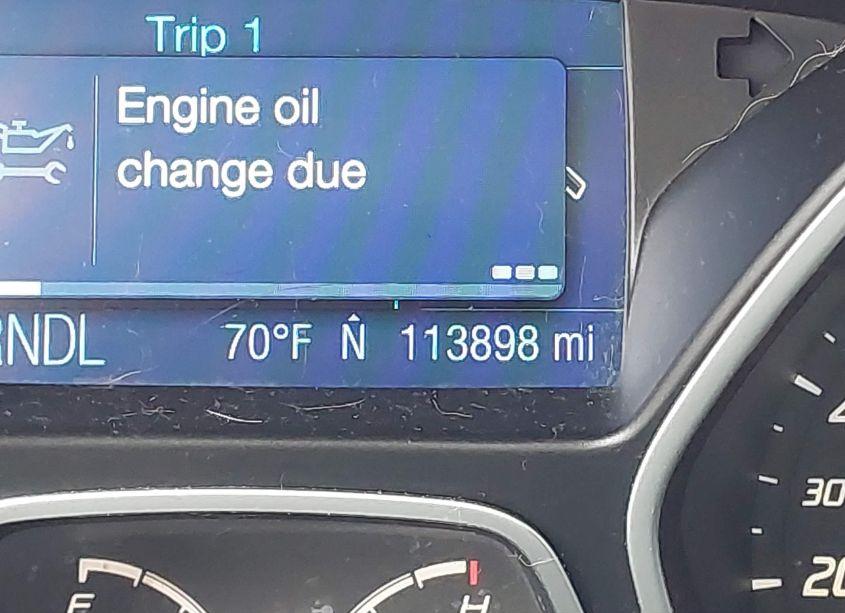 Trip 1
Engine oil
change due
RNDL 70°F N 113898 mi
30
20
F H